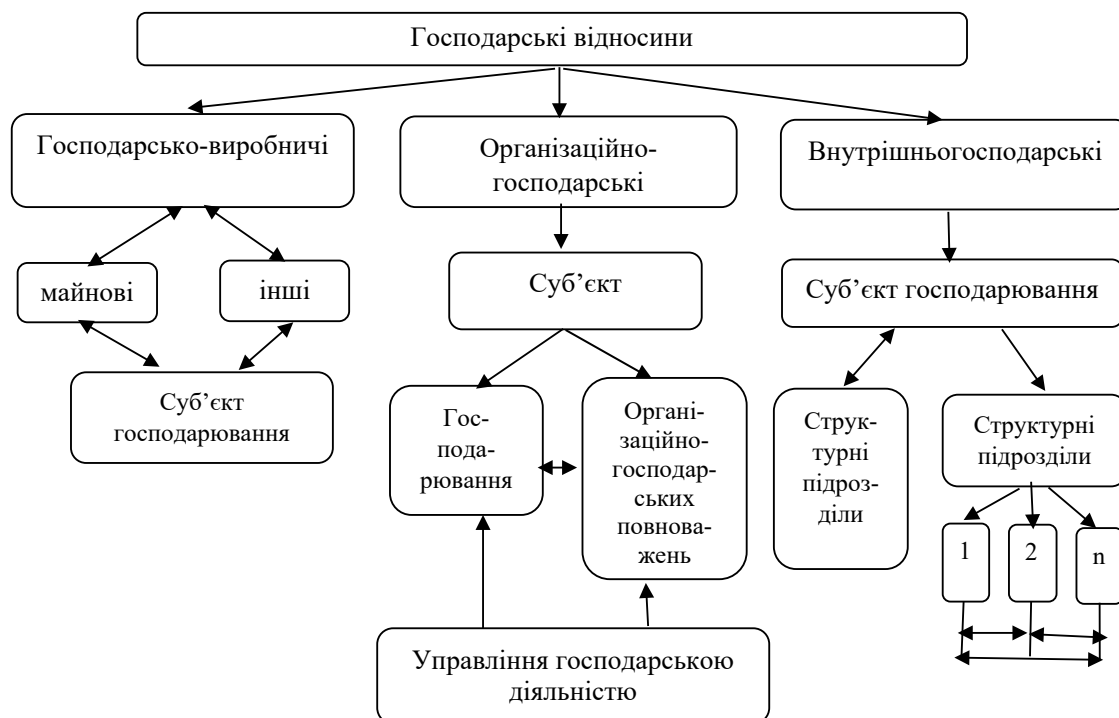 Господарські відносини
Господарсько-виробничі
Організаційно-
господарські
Внутрішньогосподарські
майнові
інші
Суб’єкт
Суб’єкт господарювання
Суб’єкт
господарювання
Гос-
пода-
рювання
Органі-
заційно-
господар-
ських
повнова-
жень
Струк-
турні
підроз-
діли
Структурні
підрозділи
1
2
n
Управління господарською
діяльністю